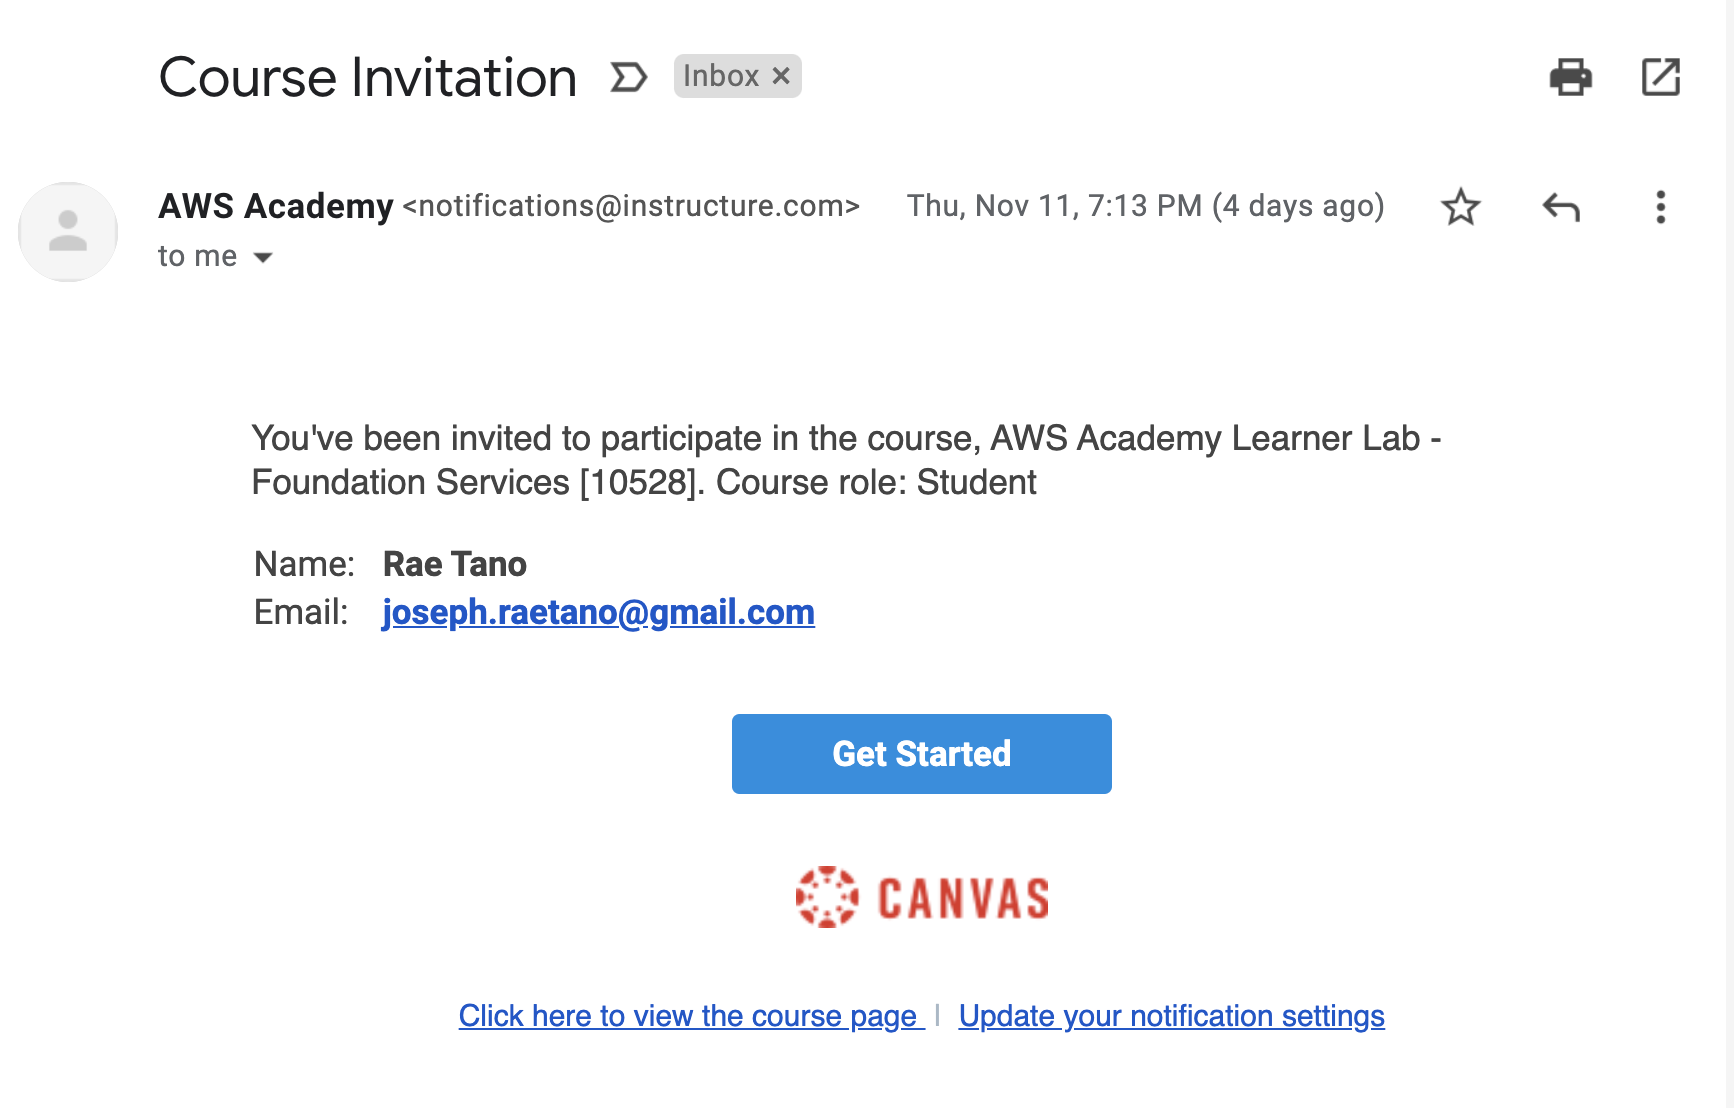 Course Invitation Inbox ×
AWS Academy <notifications@instructure.com> Thu, Nov 11, 7:13 PM (4 days ago)
to me
You've been invited to participate in the course, AWS Academy Learner Lab -
Foundation Services [10528]. Course role: Student
Name: Rae Tano
Email: joseph.raetano@gmail.com
Get Started
CANVAS
Click here to view the course page | Update your notification settings